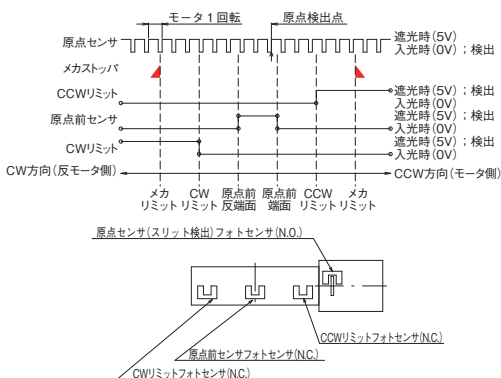 モータ1回転
原点検出点
原点センサ
遮光時(5V)
入光時(0V);検出
メカストッパ
CCWリミット
遮光時(5V);検出
入光時(0V)
原点前センサ
遮光時(5V);検出
入光時(0V)
CWリミット
遮光時(5V);検出
入光時(0V)
CW方向(反モータ側)
CCW方向(モータ側)
メカ
リミット
CW
リミット
原点前
反端面
原点前
端面
CCW
リミット
メカ
リミット
原点センサ(スリット検出)フォトセンサ(N.O.)
CCWリミットフォトセンサ(N.C.)
原点前センサフォトセンサ(N.C.)
CWリミットフォトセンサ(N.C.)